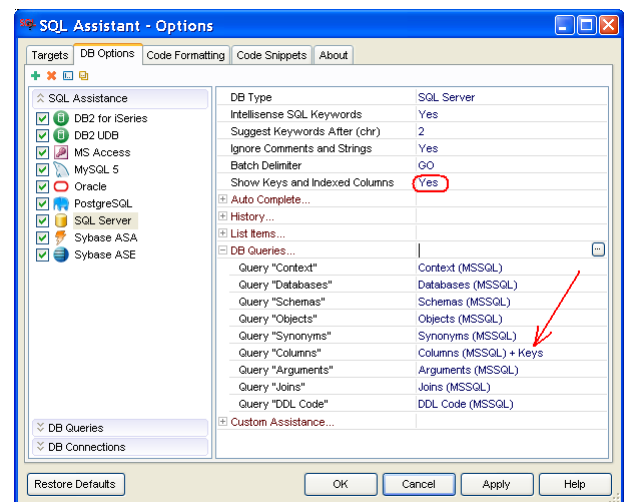 SQL Assistant - Options
Targets DB Options Code Formatting Code Snippets About
SQL Assistance
DB2 for iSeries
DB2 UDB
MS Access
MySQL 5
Oracle
PostgreSQL
SQL Server
Sybase ASA
Sybase ASE
DB Queries
DB Connections
DB Type SQL Server
Intellisense SQL Keywords Yes
Suggest Keywords After (chr) 2
Ignore Comments and Strings Yes
Batch Delimiter GO
Show Keys and Indexed Columns Yes
Auto Complete...
History...
List Items...
DB Queries...
Query "Context" Context (MSSQL)
Query "Databases" Databases (MSSQL)
Query "Schemas" Schemas (MSSQL)
Query "Objects" Objects (MSSQL)
Query "Synonyms" Synonyms (MSSQL)
Query "Columns" Columns (MSSQL) + Keys
Query "Arguments" Arguments (MSSQL)
Query "Joins" Joins (MSSQL)
Query "DDL Code" DDL Code (MSSQL)
Custom Assistance...
Restore Defaults OK Cancel Apply Help